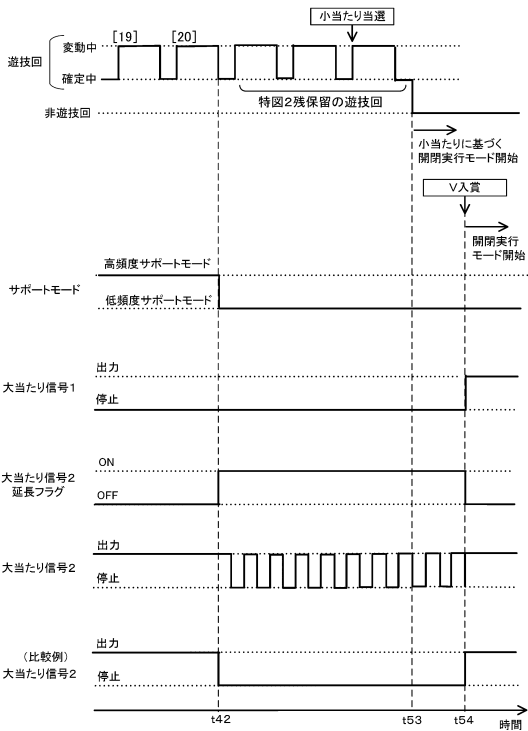 小当たり当選
[19]
[20]
遊技回
変動中
確定中
特図2残保留の遊技回
非遊技回
小当たりに基づく
開閉実行モード開始
V入賞
開閉実行
モード開始
サポートモード
高頻度サポートモード
低頻度サポートモード
大当たり信号1
出力
停止
大当たり信号2
延長フラグ
ON
OFF
大当たり信号2
出力
停止
(比較例)
大当たり信号2
出力
停止
t42
t53
t54
時間